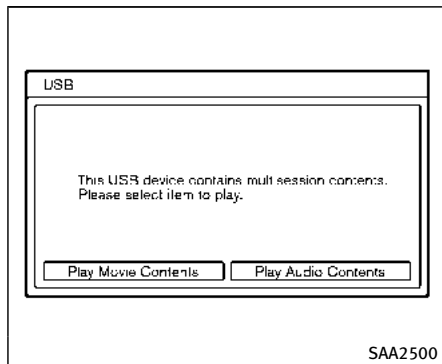 USB
This USB device contains multi session contents.
Please select item to play.
Play Movie Contents
Play Audio Contents
SAA2500